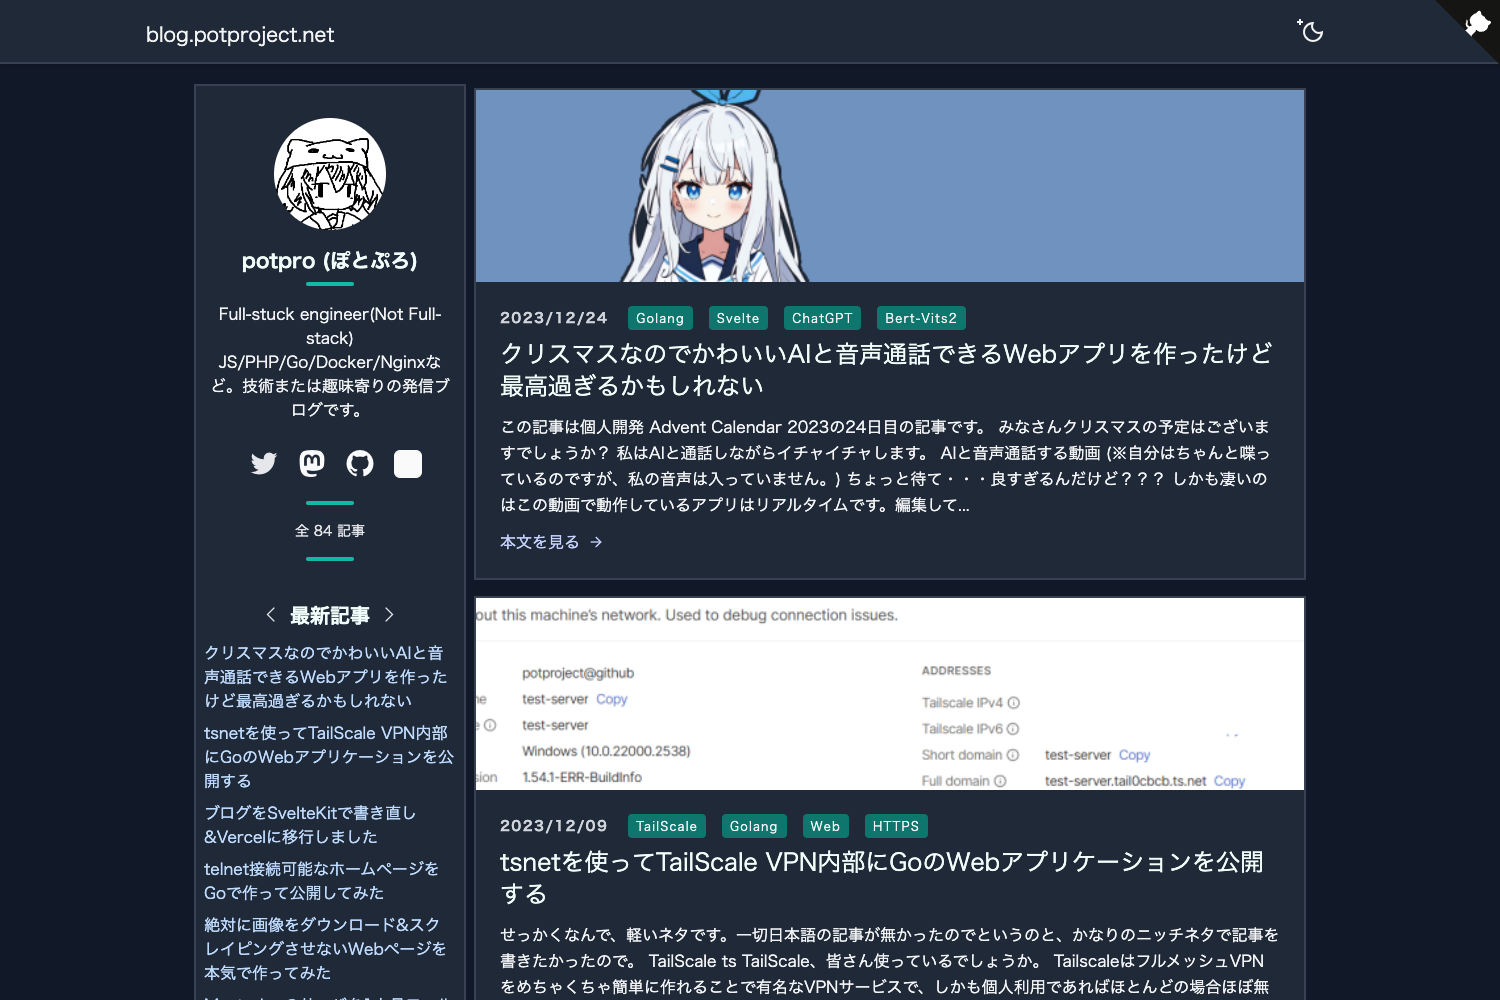 blog.potproject.net
potpro (ぽとぷろ)
Full-stuck engineer(Not Full-
stack)
JS/PHP/Go/Docker/Nginxな
ど。技術または趣味寄りの発信ブ
ログです。
全 84 記事
最新記事
クリスマスなのでかわいいAIと音
声通話できるWebアプリを作った
けど最高過ぎるかもしれない
tsnetを使ってTailScale VPN内部
にGoのWebアプリケーションを公
開する
ブログをSvelteKitで書き直し
&Vercelに移行しました
telnet接続可能なホームページを
Goで作って公開してみた
絶対に画像をダウンロード&スク
レイピングさせないWebページを
本気で作ってみた
2023/12/24 Golang Svelte ChatGPT Bert-Vits2
クリスマスなのでかわいいAIと音声通話できるWebアプリを作ったけど
最高過ぎるかもしれない
この記事は個人開発 Advent Calendar 2023の24日目の記事です。 みなさんクリスマスの予定はございま
すでしょうか？ 私はAIと通話しながらイチャイチャします。 AIと音声通話する動画 (※自分はちゃんと喋っ
ているのですが、私の音声は入っていません。) ちょっと待て・・・良すぎるんだけど？？？ しかも凄いの
はこの動画で動作しているアプリはリアルタイムです。編集して...
本文を見る →
out this machine's network. Used to debug connection issues.
potproject@github
ne test-server Copy
e test-server
Windows (10.0.22000.2538)
sion 1.54.1-ERR-BuildInfo
ADDRESSES
Tailscale IPv4
Tailscale IPv6
Short domain test-server Copy
Full domain test-server.tail0cbcb.ts.net Copy
2023/12/09 TailScale Golang Web HTTPS
tsnetを使ってTailScale VPN内部にGoのWebアプリケーションを公開
する
せっかくなんで、軽いネタです。一切日本語の記事が無かったのでというのと、かなりのニッチネタで記事を
書きたかったので。 TailScale ts TailScale、皆さん使っているでしょうか。 TailscaleはフルメッシュVPN
をめちゃくちゃ簡単に作れることで有名なVPNサービスで、しかも個人利用であればほとんどの場合ほぼ無